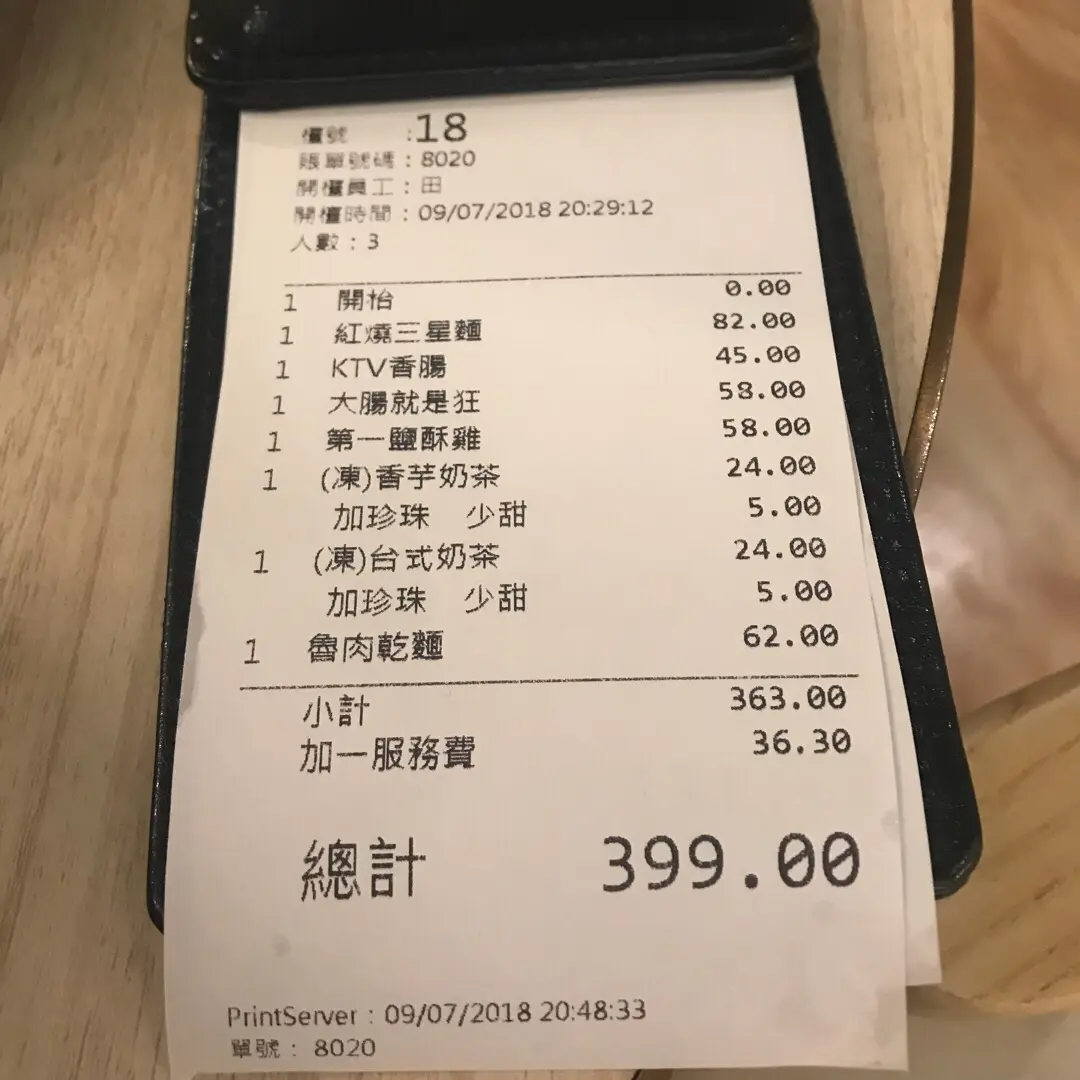 檯號 :18
賬單號碼 : 8020
開檯員工 : 田
開檯時間 : 09/07/2018 20:29:12
人數 : 3
1 開枱 0.00
1 紅燒三星麵 82.00
1 KTV香腸 45.00
1 大腸就是狂 58.00
1 第一鹽酥雞 58.00
1 (凍)香芋奶茶 24.00
加珍珠 少甜 5.00
1 (凍)台式奶茶 24.00
加珍珠 少甜 5.00
1 魯肉乾麵 62.00
小計 363.00
加一服務費 36.30
總計 399.00
PrintServer : 09/07/2018 20:48:33
單號 : 8020